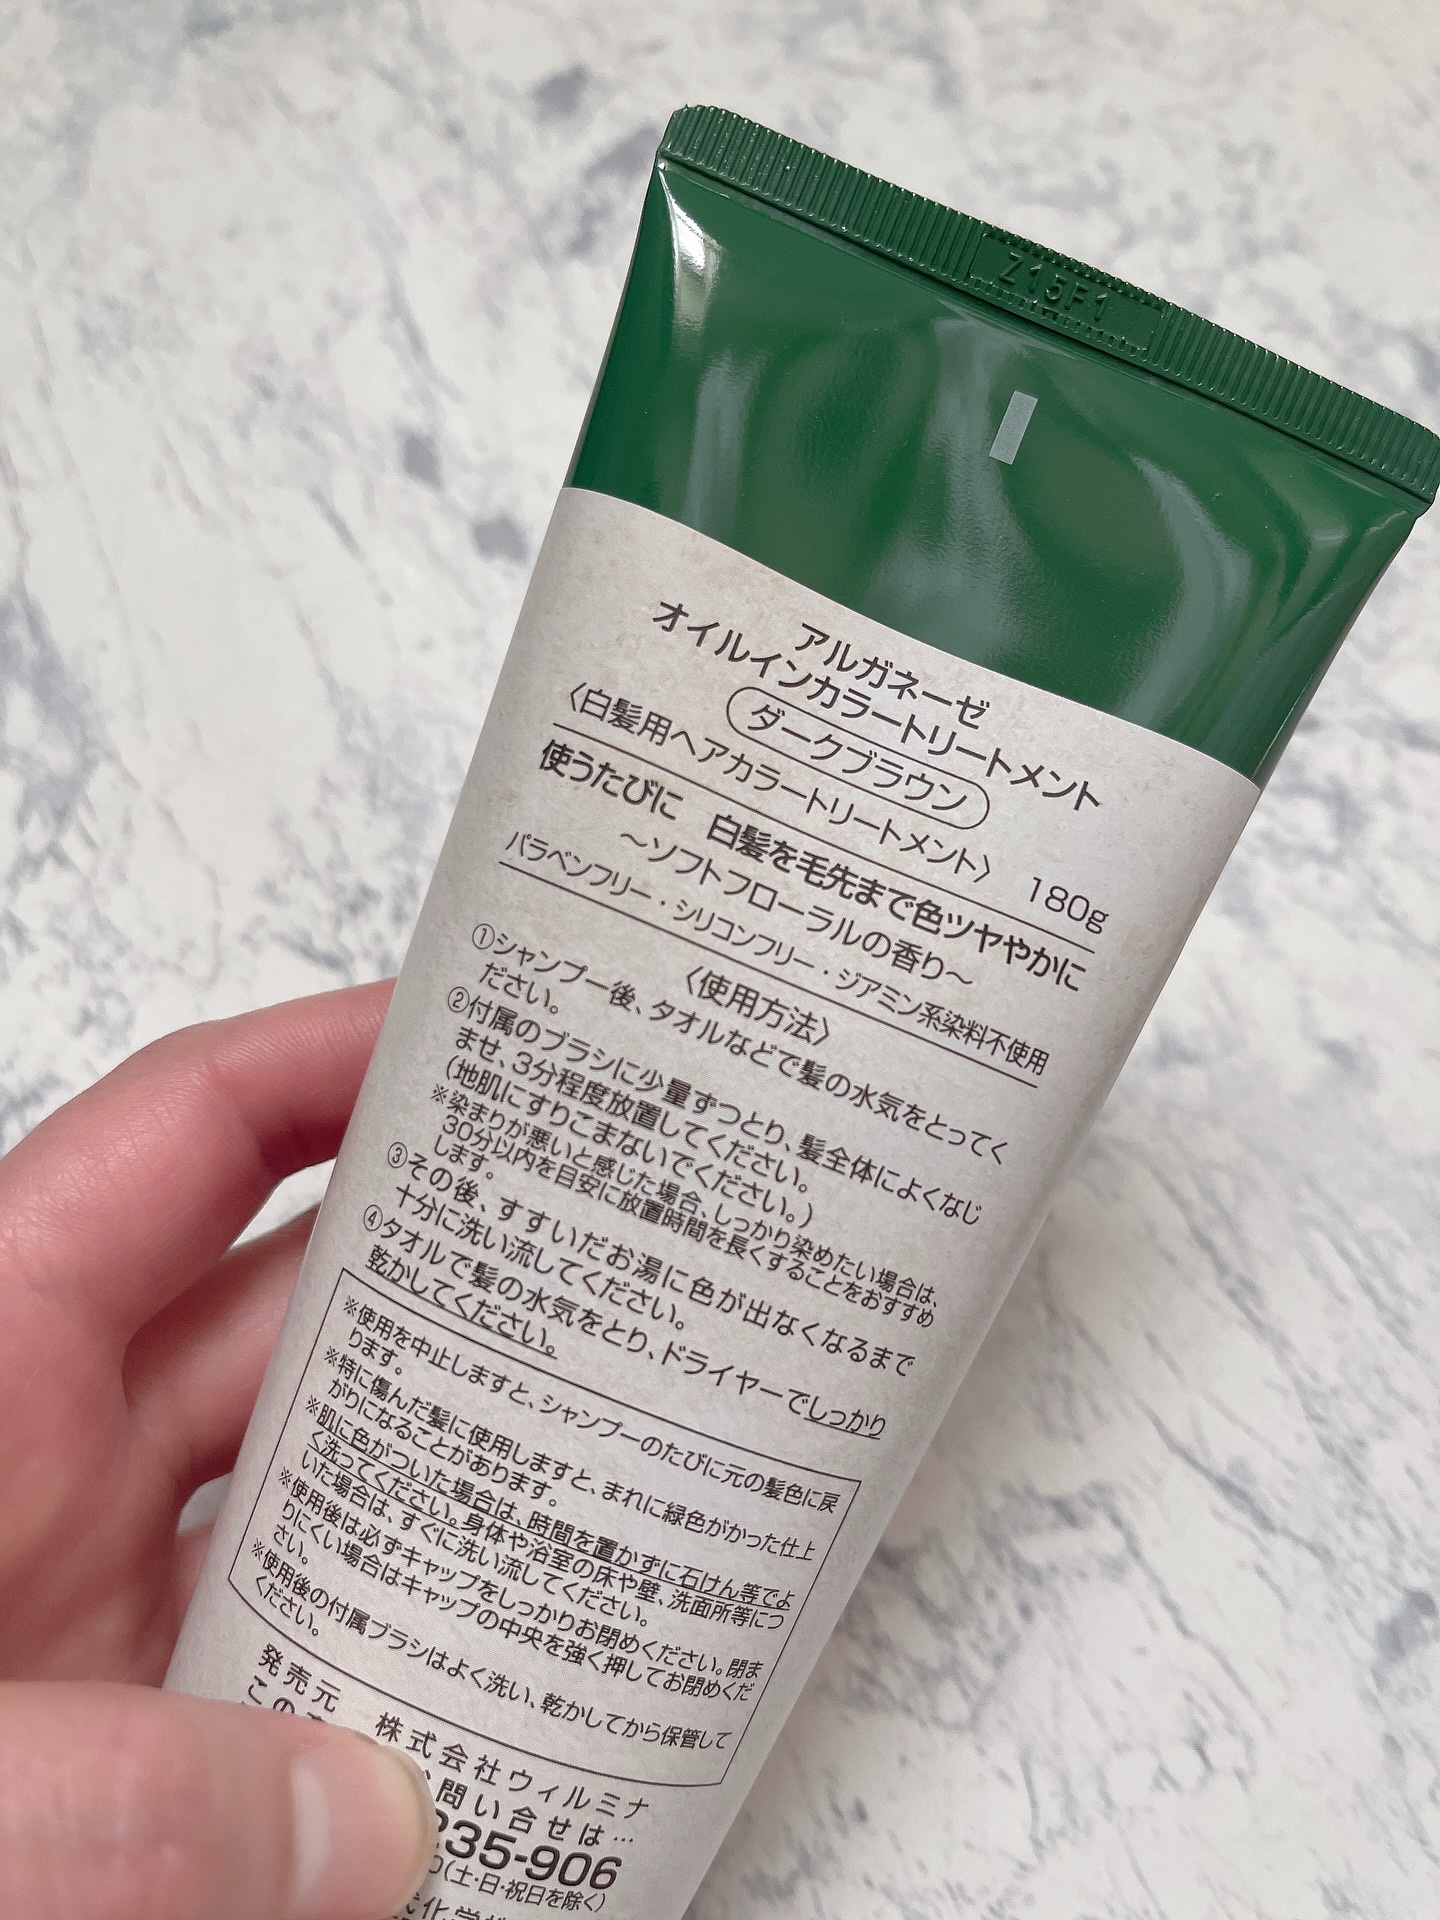 Z15F1
アルガネーゼ
オイルインカラートリートメント
ダークブラウン
〈白髪用ヘアカラートリートメント〉 180g
使うたびに 白髪を毛先まで色ツヤやかに
～ソフトフローラルの香り～
パラベンフリー・シリコンフリー・ジアミン系染料不使用
〈使用方法〉
①シャンプー後、タオルなどで髪の水気をとってく
ださい。
②付属のブラシに少量ずつとり、髪全体によくなじ
ませ、3分程度放置してください。
(地肌にすりこまないでください。)
※染まりが悪いと感じた場合、しっかり染めたい場合は、
30分以内を目安に放置時間を長くすることをおすすめ
します。
③その後、すすいだお湯に色が出なくなるまで
十分に洗い流してください。
④タオルで髪の水気をとり、ドライヤーでしっかり
乾かしてください。
※使用を中止しますと、シャンプーのたびに元の髪色に戻
ります。
※特に傷んだ髪に使用しますと、まれに緑色がかった仕上
がりになることがあります。
※肌に色がついた場合は、時間を置かずに石けん等でよ
く洗ってください。身体や浴室の床や壁、洗面所等につ
いた場合は、すぐに洗い流してください。
※使用後は必ずキャップをしっかりお閉めください。閉ま
りにくい場合はキャップの中央を強く押してお閉めくだ
さい。
※使用後の付属ブラシはよく洗い、乾かしてから保管して
ください。
発売元 株式会社ウィルミナ
この 問い合せは…
235-906
0(土・日・祝日を除く)
化学